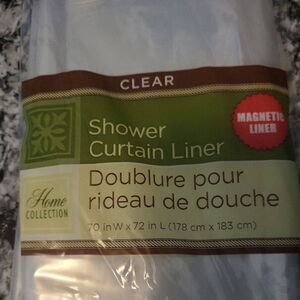 CLEAR
MAGNETIC
LINER
Shower
Curtain Liner
Home
COLLECTION
Doublure pour
rideau de douche
70 in W x 72 in L (178 cm x 183 cm)